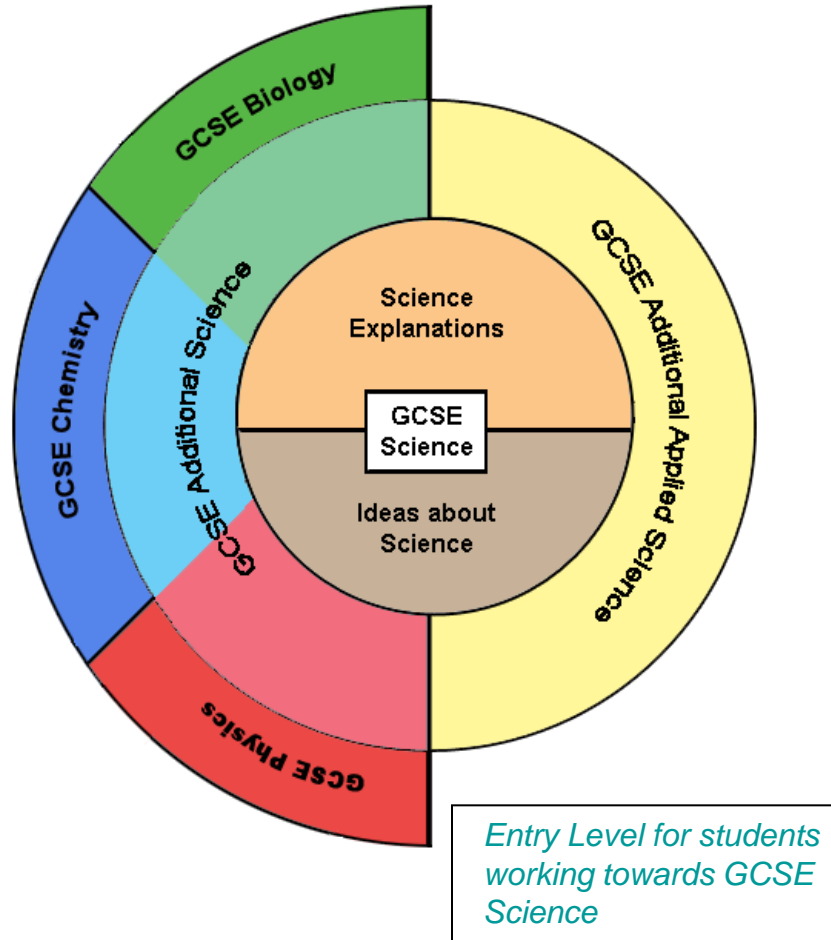 GCSE Biology
GCSE Chemistry
GCSE Physics
GCSE Additional Science
Science
Explanations
GCSE
Science
Ideas about
Science
GCSE Additional Applied Science
Entry Level for students
working towards GCSE
Science